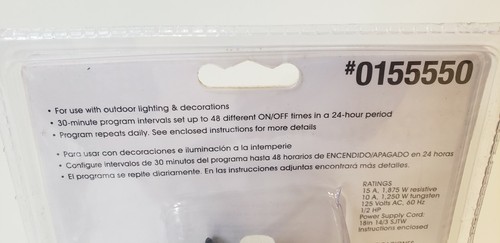 #0155550
• For use with outdoor lighting & decorations
• 30-minute program intervals set up to 48 different ON/OFF times in a 24-hour period
• Program repeats daily. See enclosed instructions for more details
• Para usar con decoraciones e iluminación a la intemperie
• Configure intervalos de 30 minutos del programa hasta 48 horarios de ENCENDIDO/APAGADO en 24 horas
• El programa se repite diariamente. En las instrucciones adjuntas encontrará más detalles.
RATINGS
15 A, 1,875 W resistive
10 A, 1,250 W tungsten
125 Volts AC, 60 Hz
1/2 HP
Power Supply Cord:
18in 14/3 SJTW
Instructions enclosed